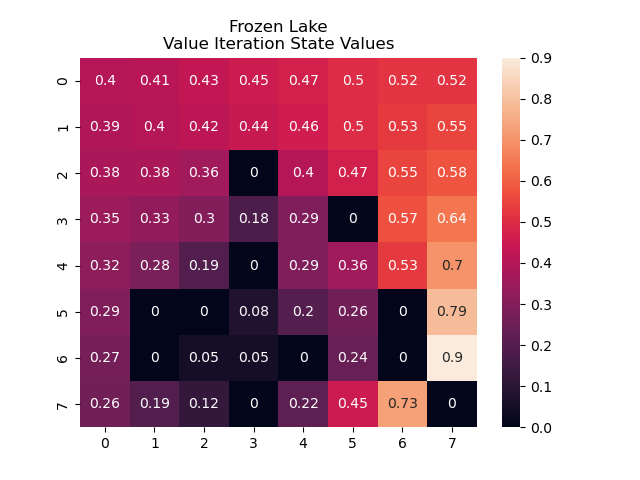 Frozen Lake
Value Iteration State Values
0 0.4 0.41 0.43 0.45 0.47 0.5 0.52 0.52
1 0.39 0.4 0.42 0.44 0.46 0.5 0.53 0.55
2 0.38 0.38 0.36 0 0.4 0.47 0.55 0.58
3 0.35 0.33 0.3 0.18 0.29 0 0.57 0.64
4 0.32 0.28 0.19 0 0.29 0.36 0.53 0.7
5 0.29 0 0 0.08 0.2 0.26 0 0.79
6 0.27 0 0.05 0.05 0 0.24 0 0.9
7 0.26 0.19 0.12 0 0.22 0.45 0.73 0
0 1 2 3 4 5 6 7
0.9
0.8
0.7
0.6
0.5
0.4
0.3
0.2
0.1
0.0